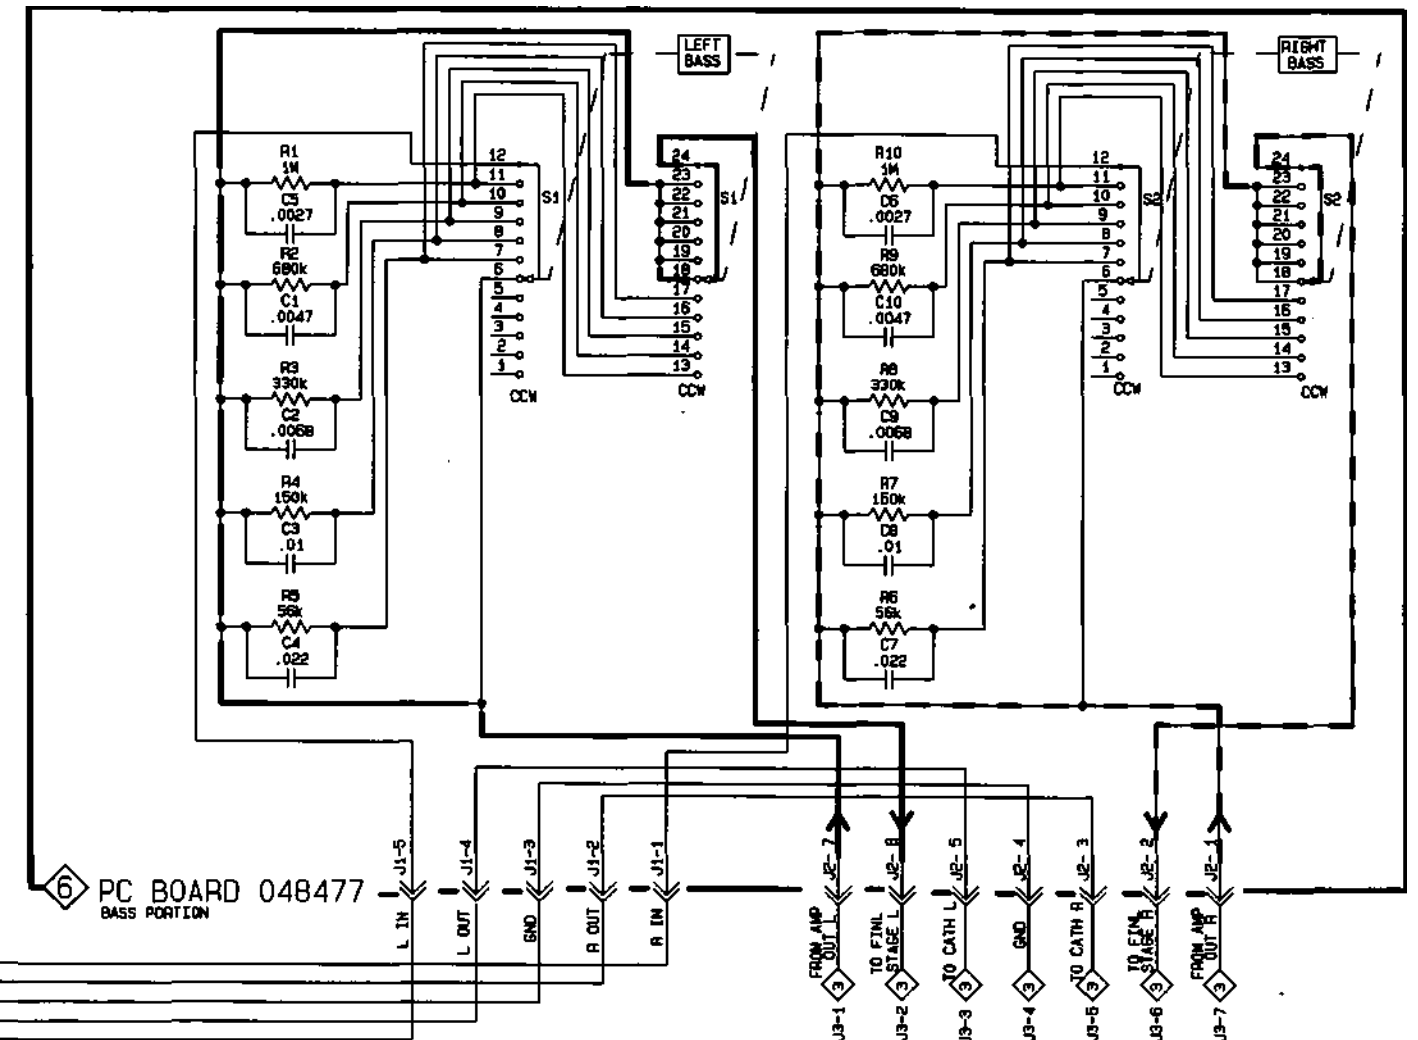 LEFT
BASS
RIGHT
BASS
R1
1M
C5
.0027
R2
680k
C1
.0047
R3
330k
C2
.0068
R4
150k
C3
.01
R5
56k
C4
.022
12
11
10
9
8
7
6
5
4
3
2
1
CCW
S1
24
23
22
21
20
19
18
17
16
15
14
13
CCW
S1
R10
1M
C6
.0027
R9
680k
C10
.0047
R8
330k
C9
.0068
R7
150k
C8
.01
R6
56k
C7
.022
12
11
10
9
8
7
6
5
4
3
2
1
CCW
S2
24
23
22
21
20
19
18
17
16
15
14
13
CCW
S2
6
PC BOARD 048477
BASS PORTION
J1-5
J1-4
J1-3
J1-2
J1-1
J2- 7
J2- 8
J2- 5
J2- 4
J2- 3
J2- 2
J2- 1
L IN
L OUT
GND
R OUT
R IN
FROM AMP
OUT L
TO FINL
STAGE L
TO CATH L
GND
TO CATH R
TO FINL
STAGE R
FROM AMP
OUT R
3
3
3
3
3
3
3
J3-1
J3-2
J3-3
J3-4
J3-5
J3-6
J3-7